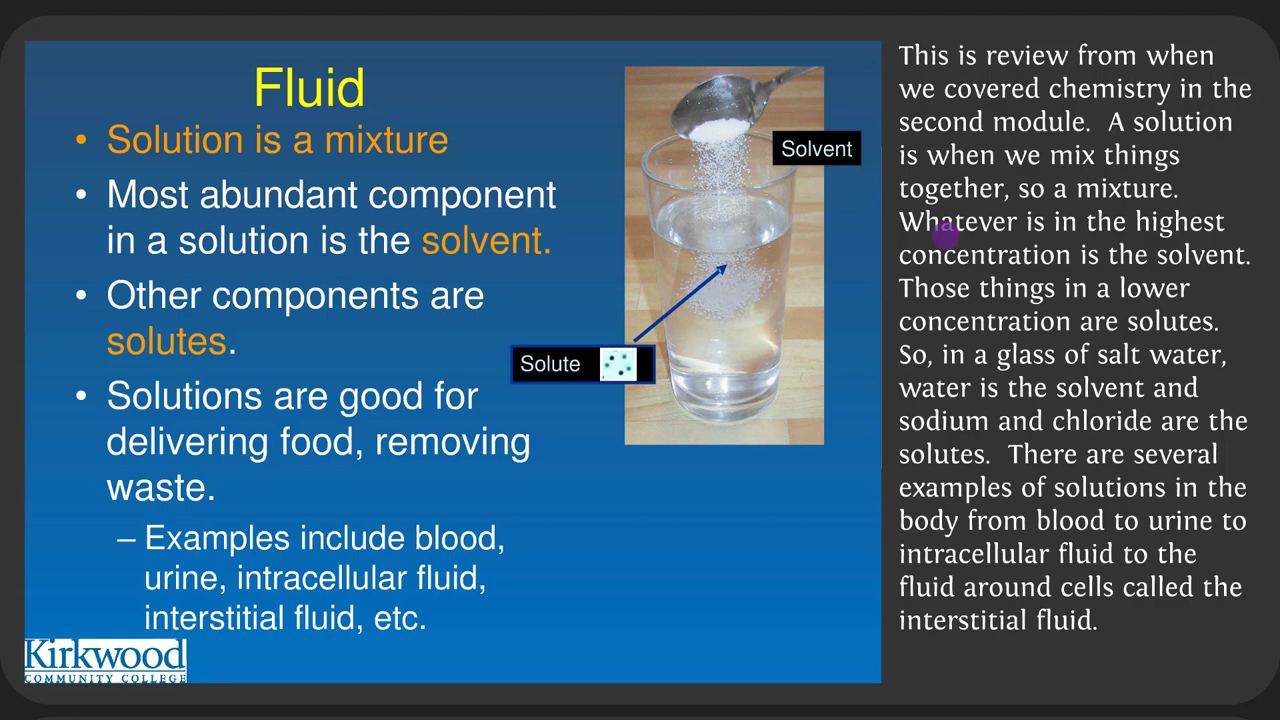 Fluid
• Solution is a mixture
• Most abundant component
in a solution is the solvent.
• Other components are
solutes.
• Solutions are good for
delivering food, removing
waste.
– Examples include blood,
urine, intracellular fluid,
interstitial fluid, etc.
Solvent
Solute
Kirkwood
COMMUNITY COLLEGE
This is review from when
we covered chemistry in the
second module.  A solution
is when we mix things
together, so a mixture.
Whatever is in the highest
concentration is the solvent.
Those things in a lower
concentration are solutes.
So, in a glass of salt water,
water is the solvent and
sodium and chloride are the
solutes.  There are several
examples of solutions in the
body from blood to urine to
intracellular fluid to the
fluid around cells called the
interstitial fluid.